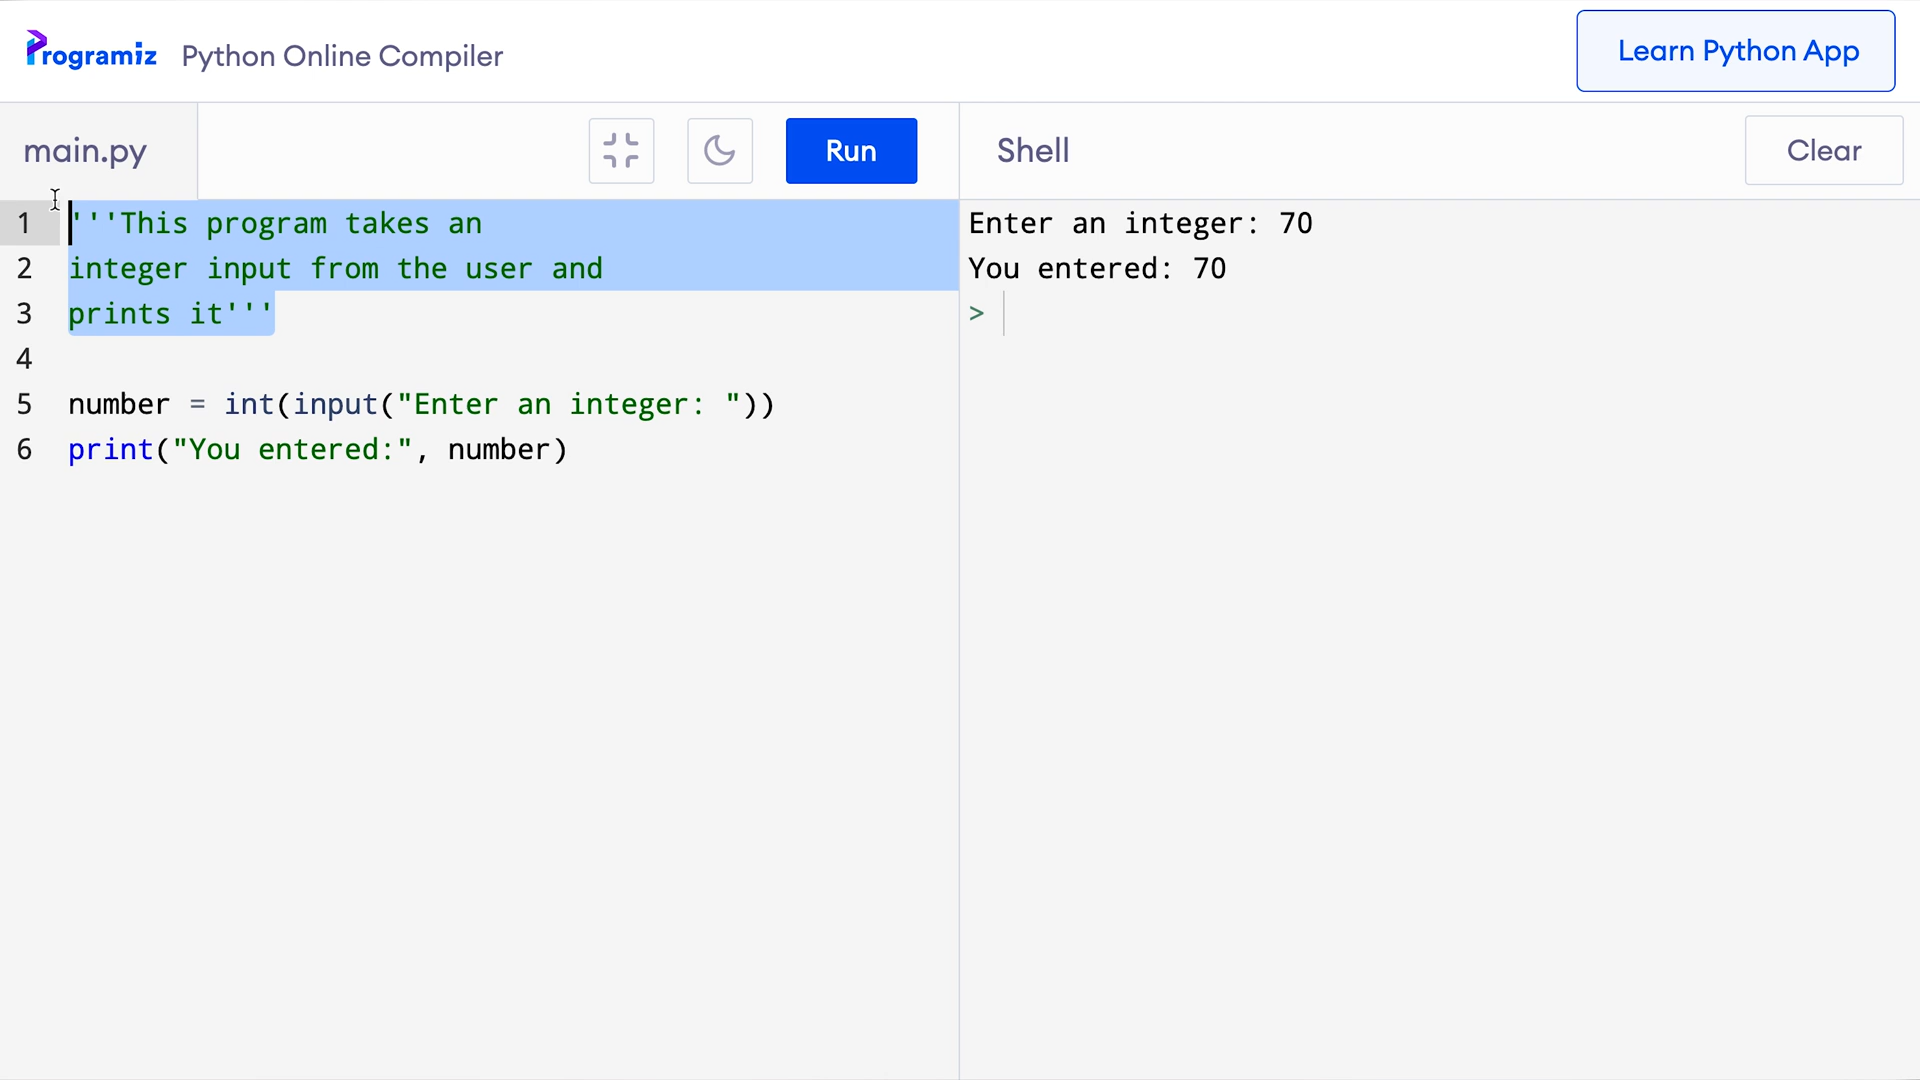 Programiz Python Online Compiler
Learn Python App
main.py
Run
Shell
Clear
1 '''This program takes an
2 integer input from the user and
3 prints it'''
4
5 number = int(input("Enter an integer: "))
6 print("You entered:", number)
Enter an integer: 70
You entered: 70
>